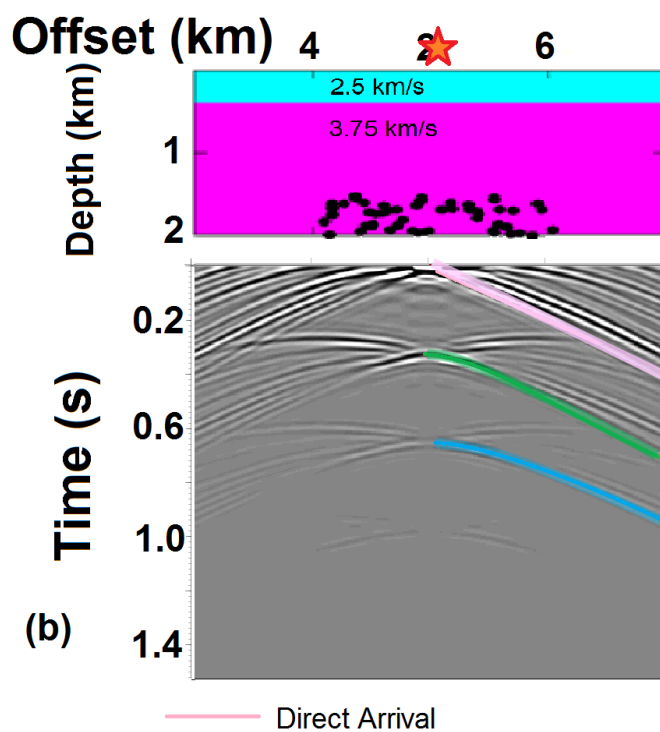 Offset (km) 4 2 6
Depth (km)
2.5 km/s
3.75 km/s
1
2
Time (s)
0.2
0.6
1.0
1.4
(b)
Direct Arrival